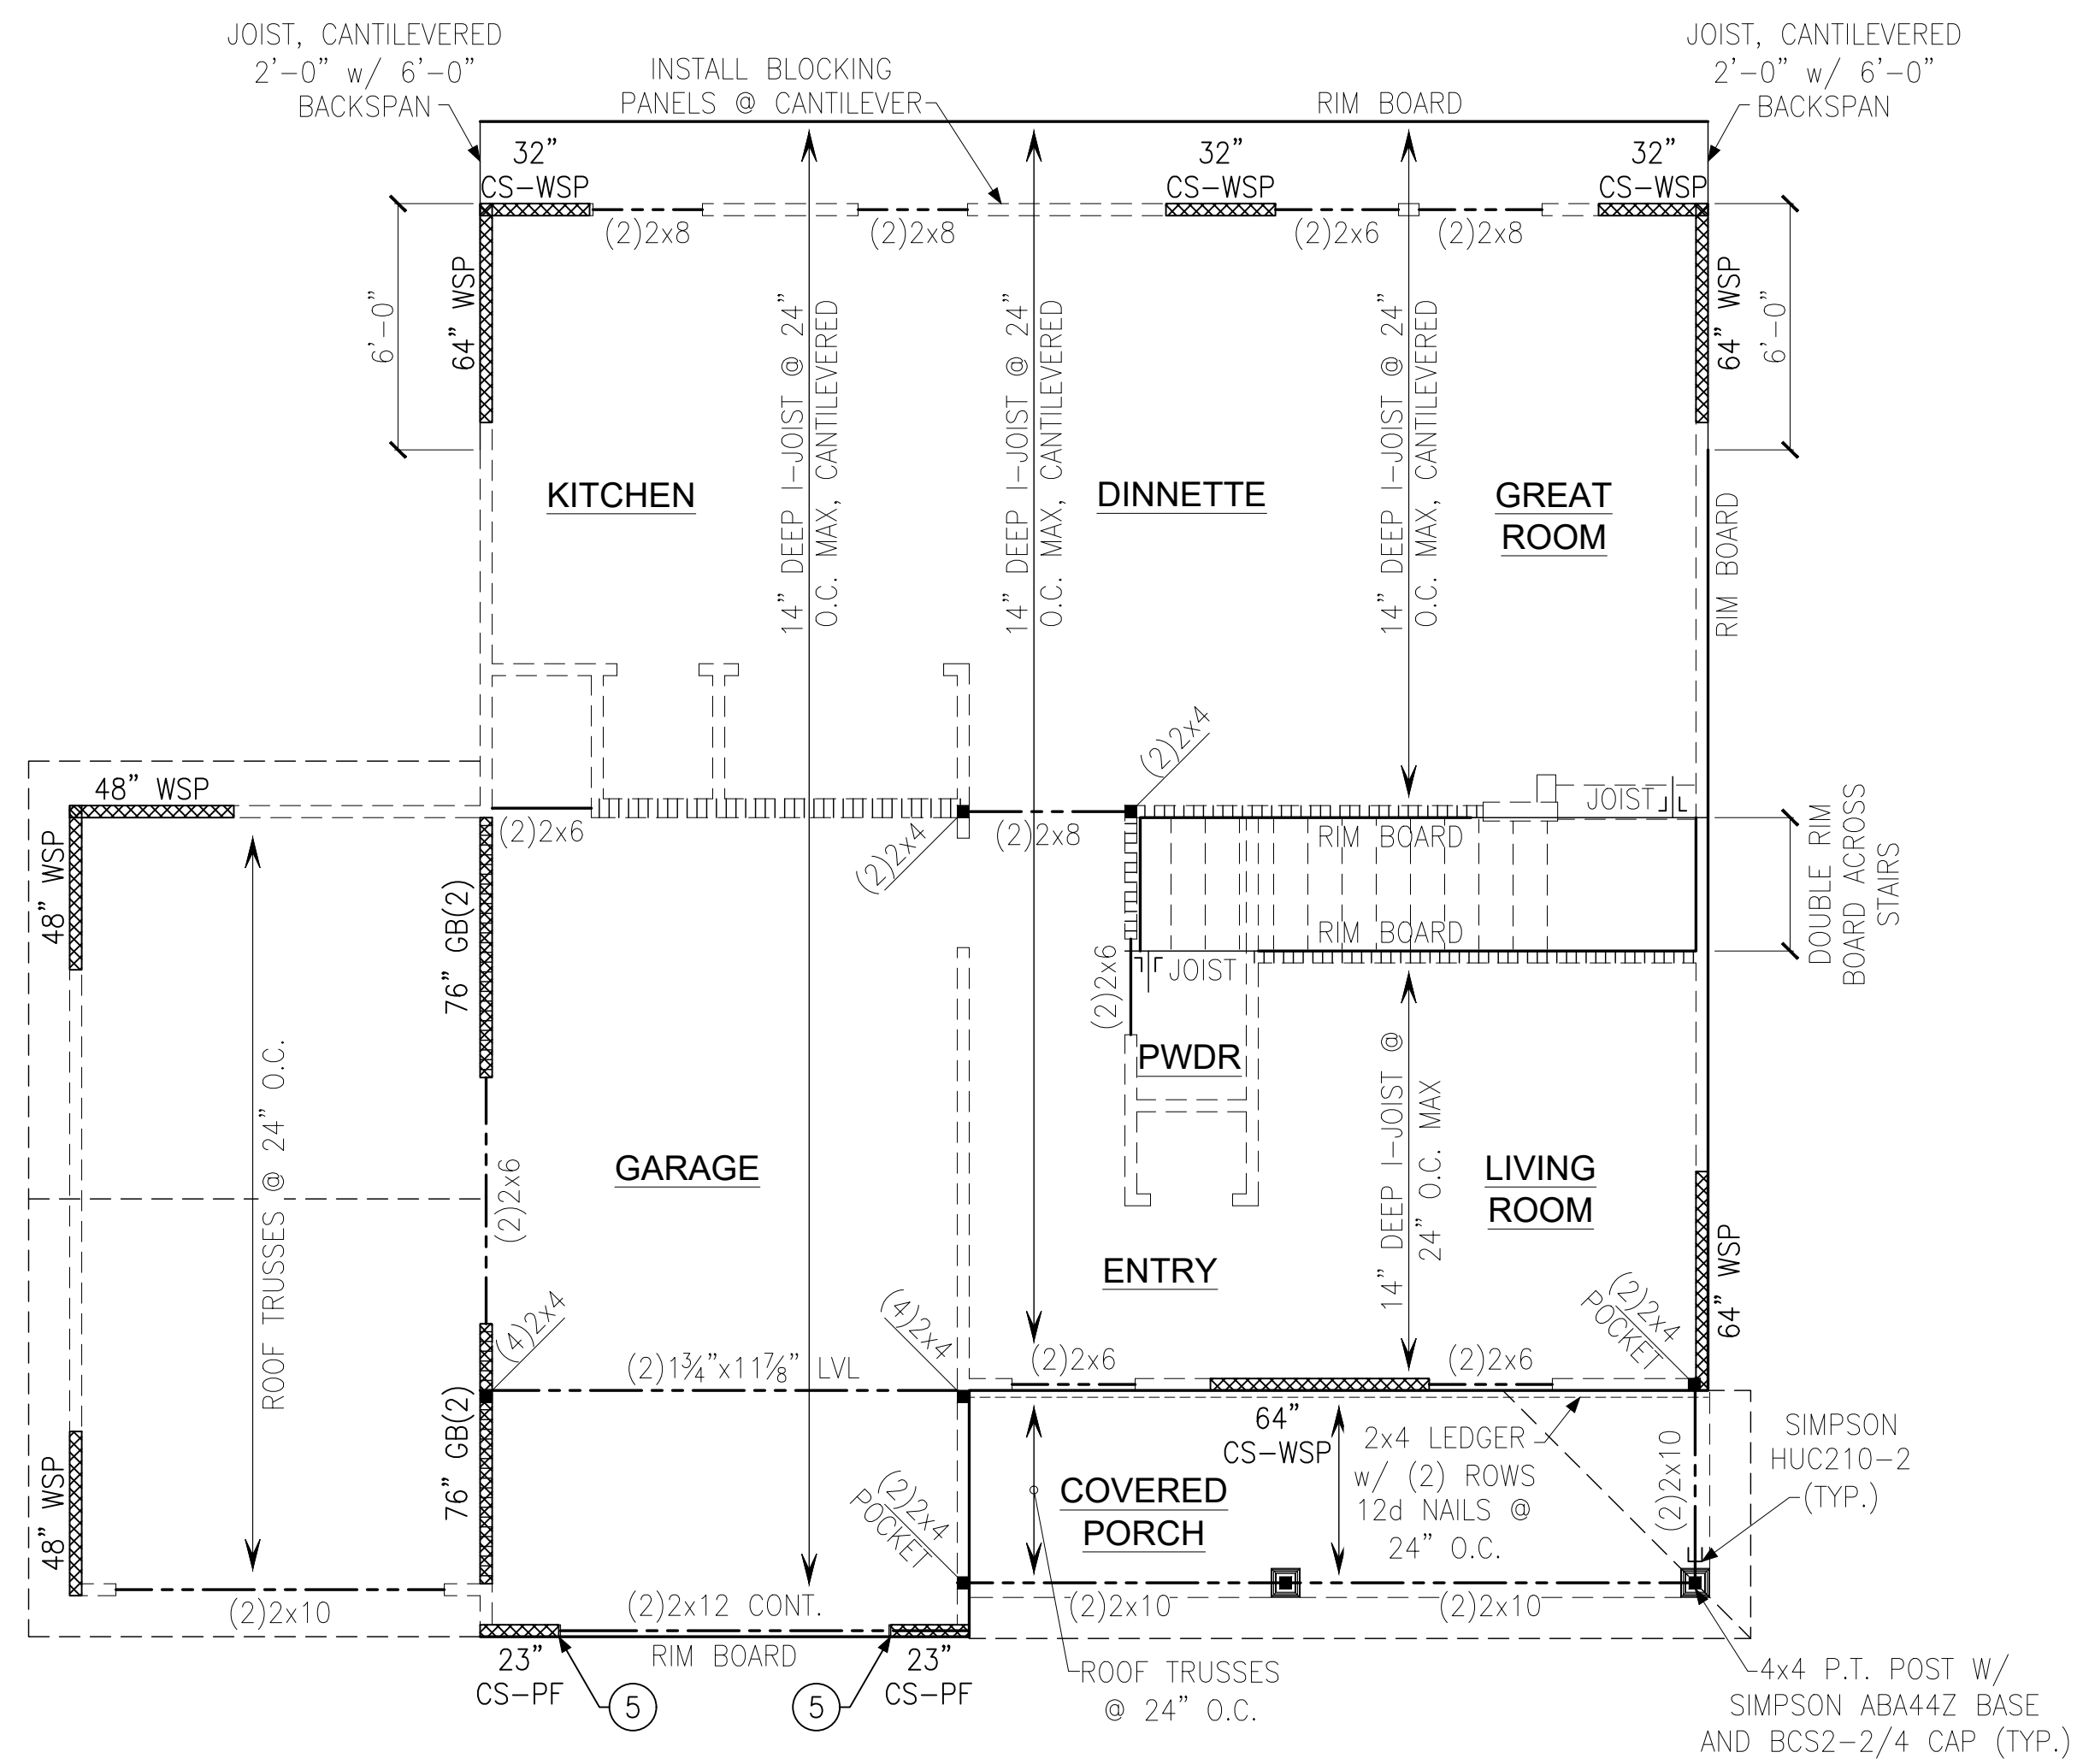 JOIST, CANTILEVERED
2'-0" w/ 6'-0"
BACKSPAN
INSTALL BLOCKING
PANELS @ CANTILEVER
RIM BOARD
JOIST, CANTILEVERED
2'-0" w/ 6'-0"
BACKSPAN
32"
CS-WSP
32"
CS-WSP
32"
CS-WSP
(2)2x8
(2)2x8
(2)2x6
(2)2x8
6'-0"
64" WSP
14" DEEP I-JOIST @ 24"
O.C. MAX, CANTILEVERED
14" DEEP I-JOIST @ 24"
O.C. MAX, CANTILEVERED
14" DEEP I-JOIST @ 24"
O.C. MAX, CANTILEVERED
64" WSP
6'-0"
KITCHEN
DINNETTE
GREAT
ROOM
RIM BOARD
48" WSP
48" WSP
(2)2x6
(2)2x4
(2)2x8
(2)2x4
JOIST
RIM BOARD
RIM BOARD
DOUBLE RIM
BOARD ACROSS
STAIRS
76" GB(2)
(2)2x6
JOIST
PWDR
ROOF TRUSSES @ 24" O.C.
(2)2x6
GARAGE
14" DEEP I-JOIST @
24" O.C. MAX
LIVING
ROOM
ENTRY
64" WSP
(4)2x4
(4)2x4
(2)1¾"x11⅞" LVL
(2)2x6
(2)2x6
(2)2x4
POCKET
76" GB(2)
48" WSP
64"
CS-WSP
2x4 LEDGER
w/ (2) ROWS
12d NAILS @
24" O.C.
(2)2x10
SIMPSON
HUC210-2
(TYP.)
(2)2x4
POCKET
COVERED
PORCH
(2)2x10
(2)2x12 CONT.
RIM BOARD
(2)2x10
(2)2x10
23"
CS-PF
5
5
23"
CS-PF
ROOF TRUSSES
@ 24" O.C.
4x4 P.T. POST W/
SIMPSON ABA44Z BASE
AND BCS2-2/4 CAP (TYP.)